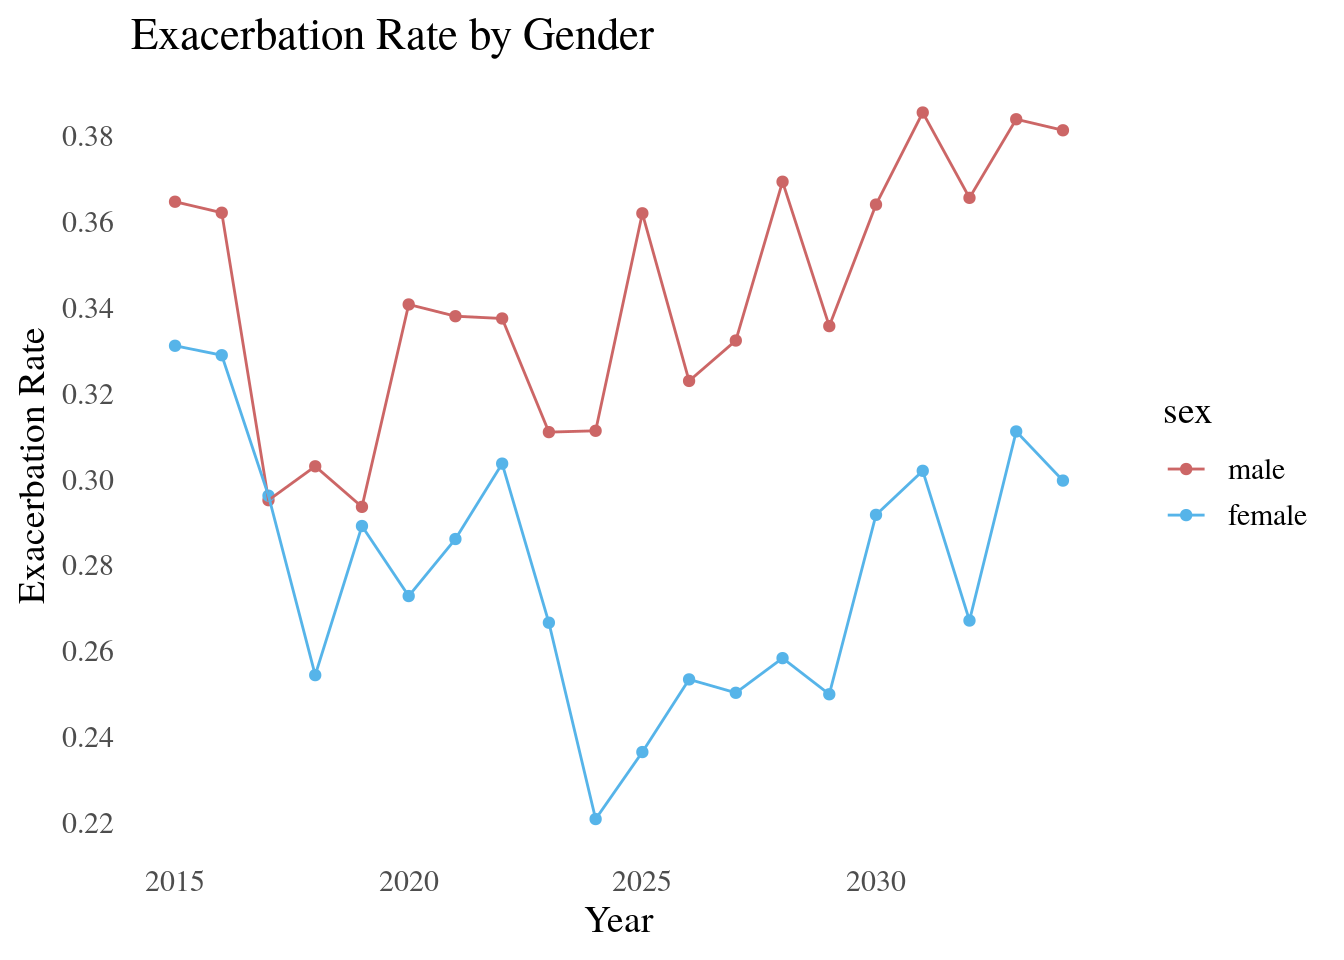 Exacerbation Rate by Gender
Exacerbation Rate
0.38
0.36
0.34
0.32
0.30
0.28
0.26
0.24
0.22
2015 2020 2025 2030
Year
sex
male
female